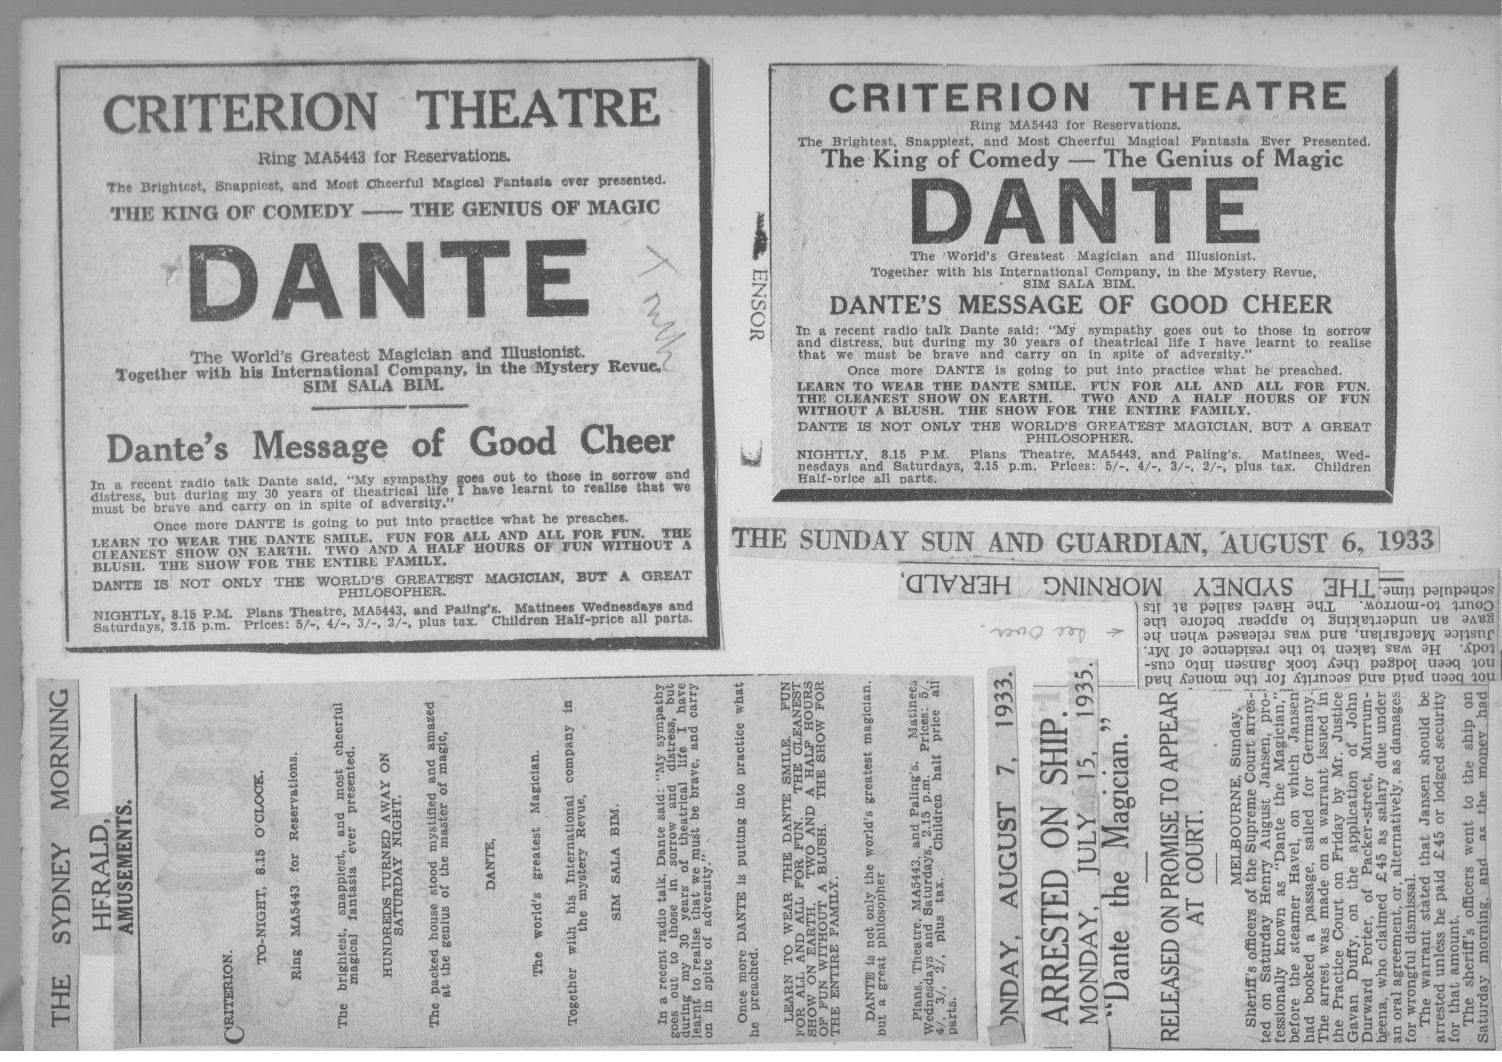 CRITERION THEATRE
Ring MA5443 for Reservations.
The Brightest, Snappiest, and Most Cheerful Magical Fantasia ever presented.
THE KING OF COMEDY —— THE GENIUS OF MAGIC
DANTE
The World's Greatest Magician and Illusionist.
Together with his International Company, in the Mystery Revue,
SIM SALA BIM.
Dante's Message of Good Cheer
In a recent radio talk Dante said, "My sympathy goes out to those in sorrow and
distress, but during my 30 years of theatrical life I have learnt to realise that we
must be brave and carry on in spite of adversity."
Once more DANTE is going to put into practice what he preaches.
LEARN TO WEAR THE DANTE SMILE. FUN FOR ALL AND ALL FOR FUN. THE
CLEANEST SHOW ON EARTH. TWO AND A HALF HOURS OF FUN WITHOUT A
BLUSH. THE SHOW FOR THE ENTIRE FAMILY.
DANTE IS NOT ONLY THE WORLD'S GREATEST MAGICIAN, BUT A GREAT
PHILOSOPHER.
NIGHTLY, 8.15 P.M. Plans Theatre, MA5443, and Paling's. Matinees Wednesdays and
Saturdays, 2.15 p.m. Prices: 5/-, 4/-, 3/-, 2/-, plus tax. Children Half-price all parts.
ENSOR
CRITERION THEATRE
Ring MA5443 for Reservations.
The Brightest, Snappiest, and Most Cheerful Magical Fantasia Ever Presented.
The King of Comedy — The Genius of Magic
DANTE
The World's Greatest Magician and Illusionist.
Together with his International Company, in the Mystery Revue,
SIM SALA BIM.
DANTE'S MESSAGE OF GOOD CHEER
In a recent radio talk Dante said: "My sympathy goes out to those in sorrow
and distress, but during my 30 years of theatrical life I have learnt to realise
that we must be brave and carry on in spite of adversity."
Once more DANTE is going to put into practice what he preached.
LEARN TO WEAR THE DANTE SMILE. FUN FOR ALL AND ALL FOR FUN.
THE CLEANEST SHOW ON EARTH. TWO AND A HALF HOURS OF FUN
WITHOUT A BLUSH. THE SHOW FOR THE ENTIRE FAMILY.
DANTE IS NOT ONLY THE WORLD'S GREATEST MAGICIAN, BUT A GREAT
PHILOSOPHER.
NIGHTLY, 8.15 P.M. Plans Theatre, MA5443, and Paling's. Matinees, Wed-
nesdays and Saturdays, 2.15 p.m. Prices: 5/-, 4/-, 3/-, 2/-, plus tax. Children
Half-price all parts.
THE SUNDAY SUN AND GUARDIAN, AUGUST 6, 1933
THE SYDNEY MORNING
HERALD,
AMUSEMENTS.
CRITERION.
TO-NIGHT, 8.15 O'CLOCK.
Ring MA5443 for Reservations.
The brightest, snappiest, and most cheerful
magical fantasia ever presented.
HUNDREDS TURNED AWAY ON
SATURDAY NIGHT.
The packed house stood mystified and amazed
at the genius of the master of magic,
DANTE,
The world's greatest Magician.
Together with his International company in
the mystery Revue,
SIM SALA BIM.
In a recent radio talk, Dante said: "My sympathy
goes out to those in sorrow and distress, but
during my 30 years of theatrical life I have
learnt to realise that we must be brave, and carry
on in spite of adversity."
Once more DANTE is putting into practice what
he preached.
LEARN TO WEAR THE DANTE SMILE. FUN
FOR ALL AND ALL FOR FUN. THE CLEANEST
SHOW ON EARTH. TWO AND A HALF HOURS
OF FUN WITHOUT A BLUSH. THE SHOW FOR
THE ENTIRE FAMILY.
DANTE is not only the world's greatest magician.
but a great philosopher
Plans, Theatre, MA5443, and Paling's. Matinees
Wednesdays and Saturdays, 2.15 p.m. Prices: 5/,
4/, 3/, 2/, plus tax. Children half price all
parts.
ONDAY, AUGUST 7, 1933.
← see over.
THE SYDNEY MORNING HERALD,
MONDAY, JULY 15, 1935.
ARRESTED ON SHIP.
"Dante the Magician."
RELEASED ON PROMISE TO APPEAR
AT COURT.
MELBOURNE, Sunday.
Sheriff's officers of the Supreme Court arres-
ted on Saturday Henry August Jansen, pro-
fessionally known as "Dante the Magician,"
before the steamer Havel, on which Jansen
had booked a passage, sailed for Germany.
The arrest was made on a warrant issued in
the Practice Court on Friday by Mr. Justice
Gavan Duffy, on the application of John
Durward Porter, of Packer-street, Murrum-
beena, who claimed £45 as salary due under
an oral agreement, or, alternatively, as damages
for wrongful dismissal.
The warrant stated that Jansen should be
arrested unless he paid £45 or lodged security
for that amount.
The sheriff's officers went to the ship on
Saturday morning, and as the money had
not been paid and security for the money had
not been lodged they took Jansen into cus-
tody. He was taken to the residence of Mr.
Justice Macfarlan, and was released when he
gave an undertaking to appear before the
Court to-morrow. The Havel sailed at its
scheduled time.